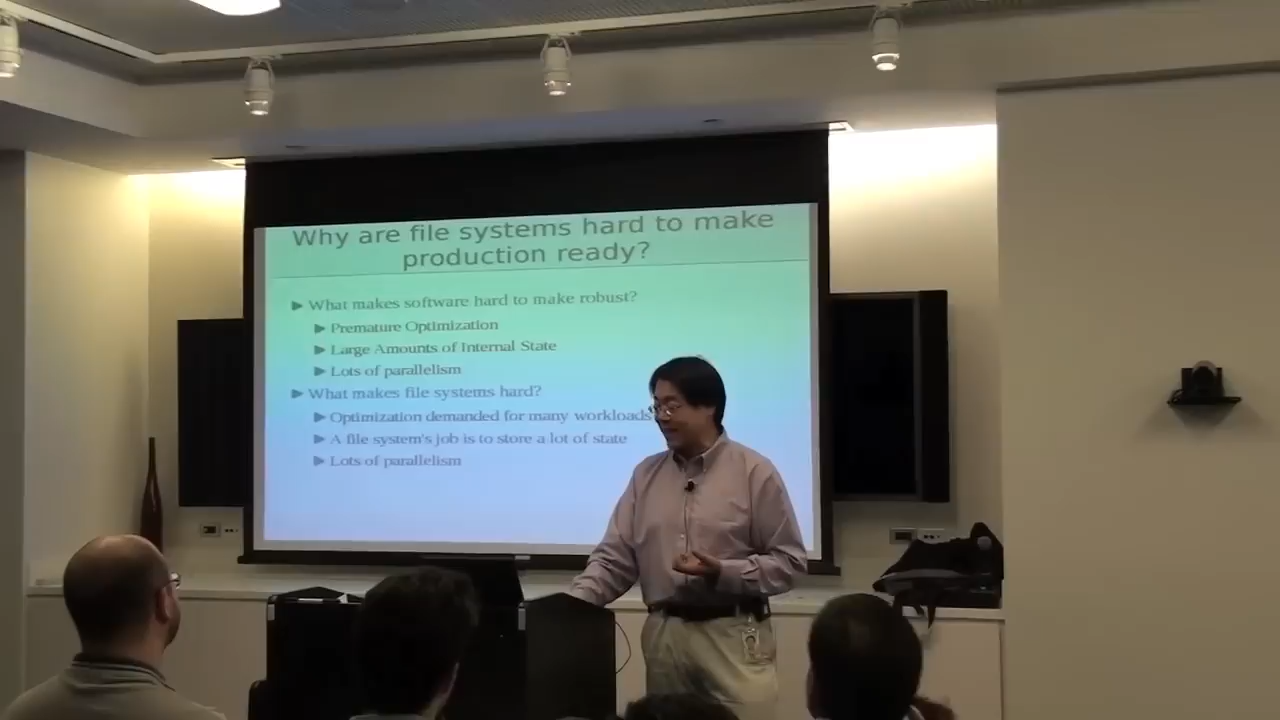 Why are file systems hard to make
production ready?
What makes software hard to make robust?
Premature Optimization
Large Amounts of Internal State
Lots of parallelism
What makes file systems hard?
Optimization demanded for many workloads
A file system's job is to store a lot of state
Lots of parallelism